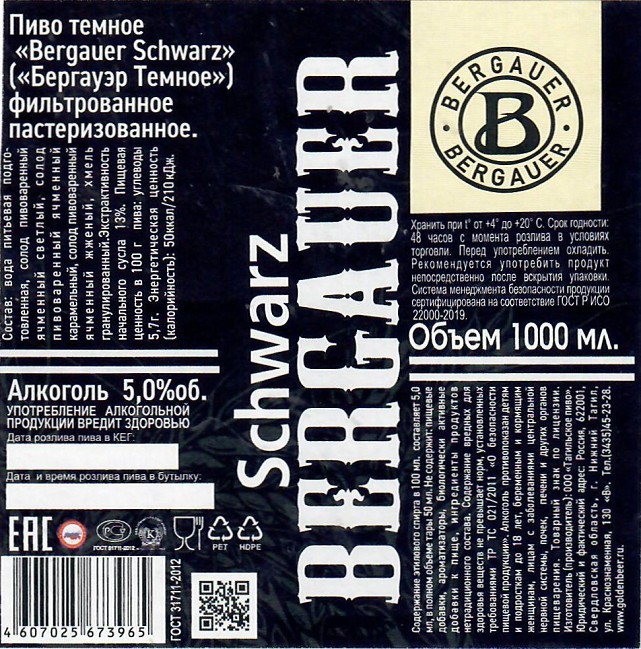 Пиво темное
«Bergauer Schwarz»
(«Бергауэр Темное»)
фильтрованное
пастеризованное.
Состав: вода питьевая подго-
товленная, солод пивоваренный
ячменный светлый, солод
пивоваренный ячменный
карамельный, солод пивоваренный
ячменный жженый, хмель
гранулированный.Экстрактивность
начального сусла 13%. Пищевая
ценность в 100 г пива: углеводы
5,7г. Энергетическая ценность
(калорийность): 50ккал/210кДж.
Алкоголь 5,0%об.
УПОТРЕБЛЕНИЕ АЛКОГОЛЬНОЙ
ПРОДУКЦИИ ВРЕДИТ ЗДОРОВЬЮ
Дата розлива пива в КЕГ:
Дата и время розлива пива в бутылку:
ЕАС
РСТ
ГОСТ 31711-2012
PET
HDPE
4 607025 673965
ГОСТ 31711-2012
Schwarz
BERGAUER
BERGAUER
B
BERGAUER
Хранить при t° от +4° до +20° С. Срок годности:
48 часов с момента розлива в условиях
торговли. Перед употреблением охладить.
Рекомендуется употребить продукт
непосредственно после вскрытия упаковки.
Система менеджмента безопасности продукции
сертифицирована на соответствие ГОСТ Р ИСО
22000-2019.
Объем 1000 мл.
Содержание этилового спирта в 100 мл. составляет 5,0
мл, в полном объеме тары 50 мл. Не содержит: пищевые
добавки, ароматизаторы, биологически активные
добавки к пище, ингредиенты продуктов
нетрадиционного состава. Содержание вредных для
здоровья веществ не превышает норм, установленных
требованиями ТР ТС 021/2011 «О безопасности
пищевой продукции». Алкоголь противопоказан детям
и подросткам до 18 лет, беременным и кормящим
женщинам, лицам с заболеваниями центральной
нервной системы, почек, печени и других органов
пищеварения. Товарный знак по лицензии.
Изготовитель (производитель): ООО «Тагильское пиво».
Юридический и фактический адрес: Россия, 622001,
Свердловская область, г. Нижний Тагил,
ул. Краснознаменная, 130 «В». Тел.(3435)45-23-28.
www.goldenbeer.ru.